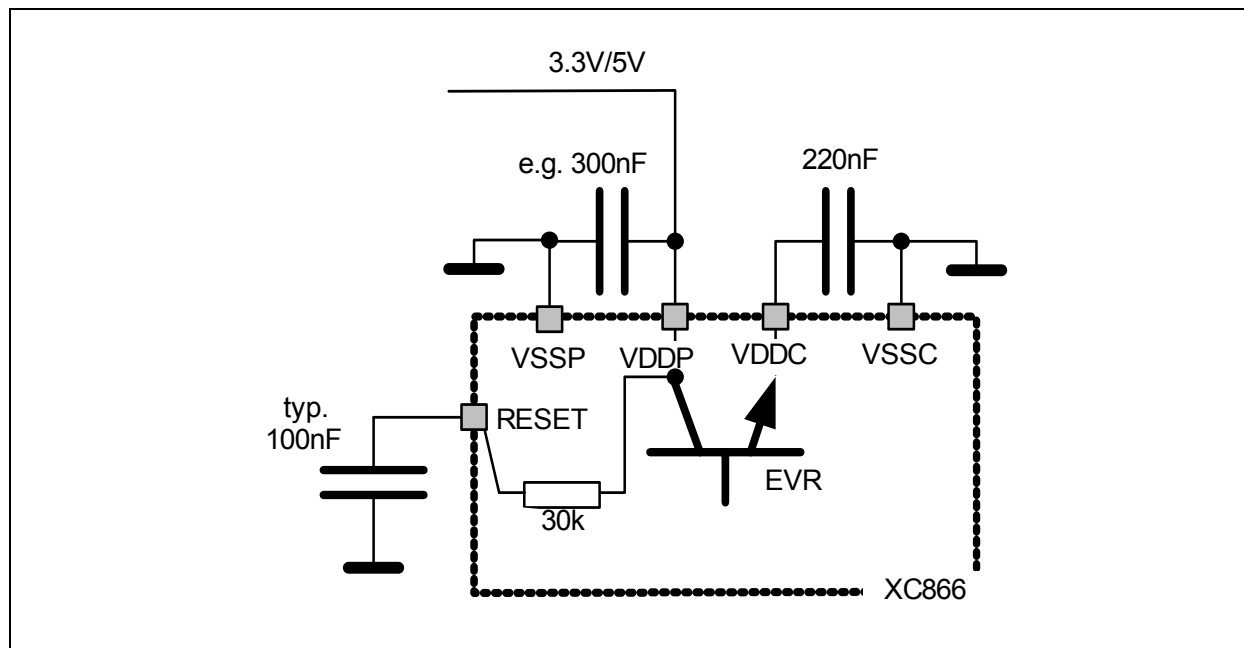 3.3V/5V
e.g. 300nF
220nF
VSSP
VDDP
VDDC
VSSC
typ.
100nF
RESET
EVR
30k
XC866